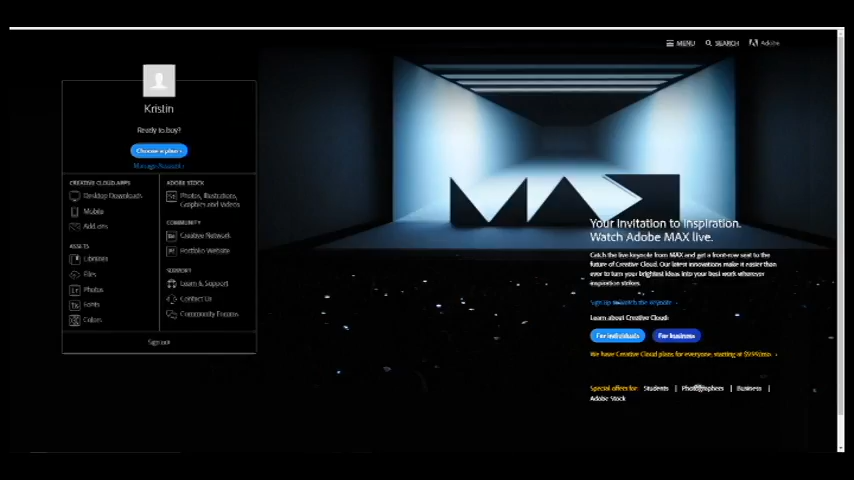 MENU
SEARCH
Adobe
Kristin
Ready to buy?
Choose a plan ›
Manage Account ›
CREATIVE CLOUD APPS
Desktop Downloads
Mobile
Add-ons
ASSETS
Libraries
Files
Lr Photos
Fonts
Colors
ADOBE STOCK
St Photos, Illustrations,
Graphics and Videos
COMMUNITY
Be Creative Network
Portfolio Website
SUPPORT
Learn & Support
Contact Us
Community Forums
Sign out
MAX
Your invitation to inspiration.
Watch Adobe MAX live.
Catch the live keynote from MAX and get a front-row seat to the
future of Creative Cloud. Our latest innovations make it easier than
ever to turn your brightest ideas into your best work wherever
inspiration strikes.
Sign up to watch the keynote ›
Learn about Creative Cloud:
For individuals
For business
We have Creative Cloud plans for everyone, starting at $9.99/mo. ›
Special offers for: Students | Photographers | Business |
Adobe Stock